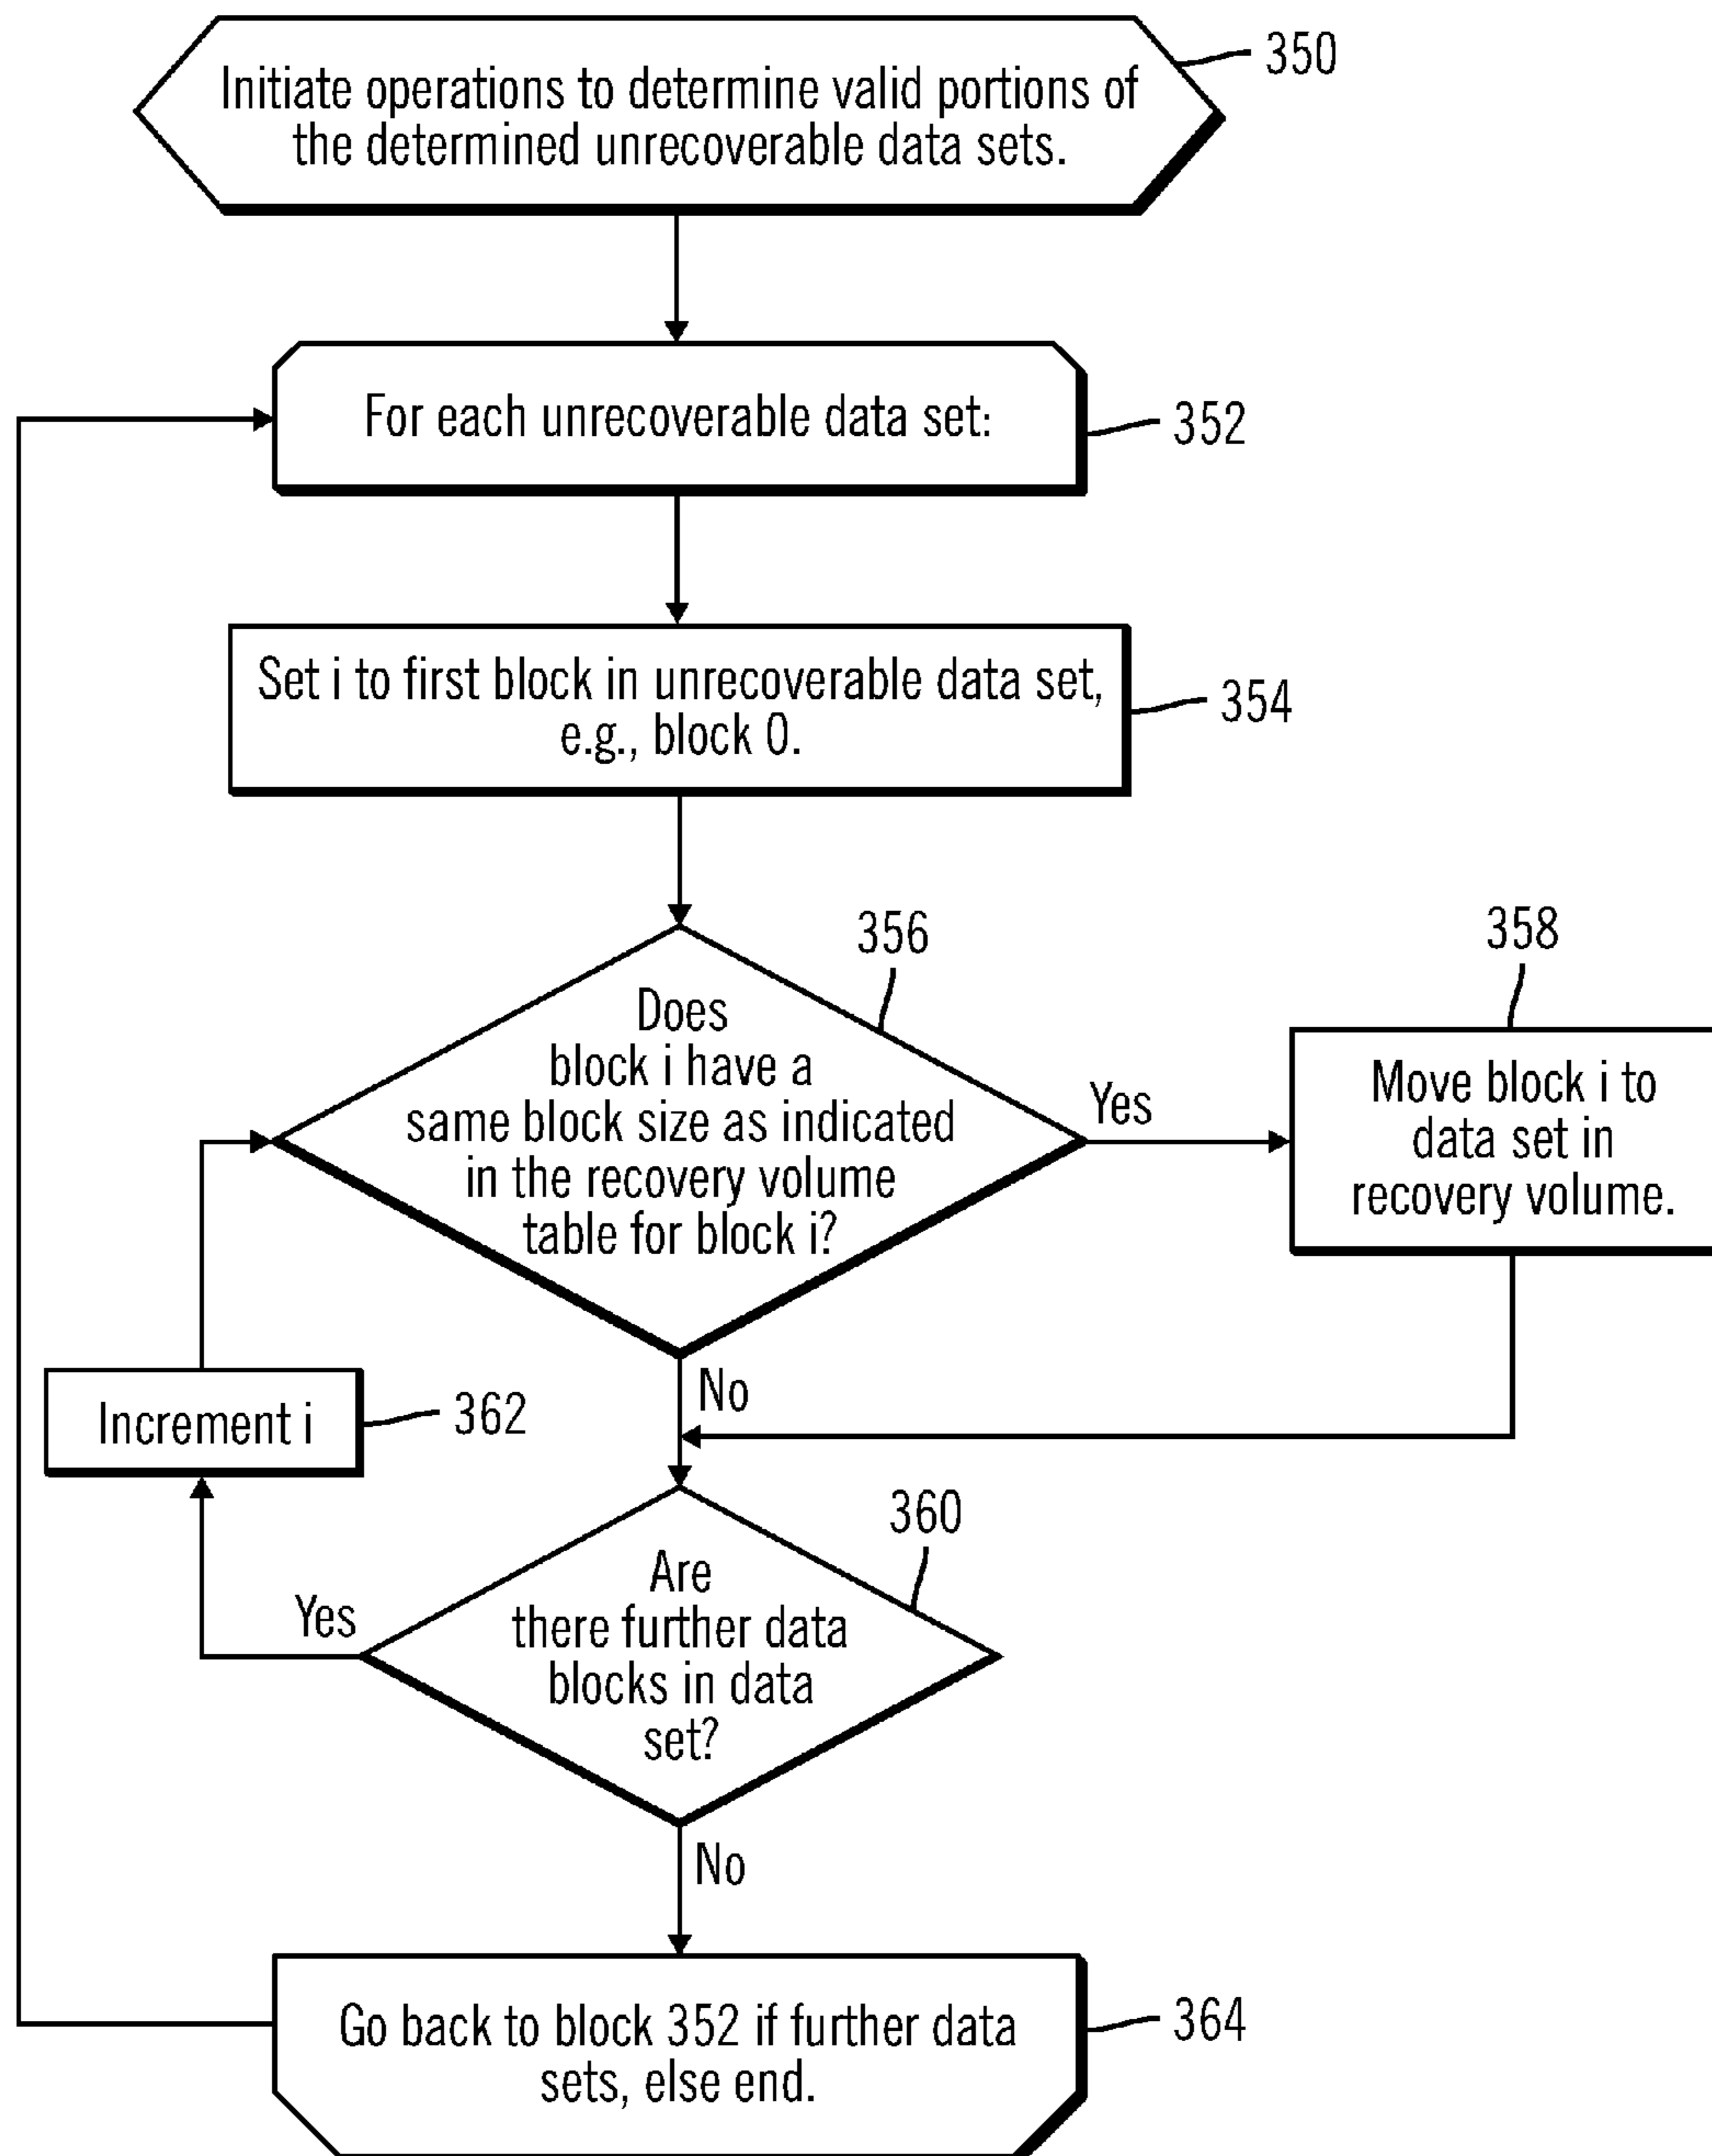 350
Initiate operations to determine valid portions of
the determined unrecoverable data sets.
For each unrecoverable data set:
352
Set i to first block in unrecoverable data set,
e.g., block 0.
354
356
Does
block i have a
same block size as indicated
in the recovery volume
table for block i?
Yes
358
Move block i to
data set in
recovery volume.
No
Increment i
362
360
Are
there further data
blocks in data
set?
Yes
No
Go back to block 352 if further data
sets, else end.
364